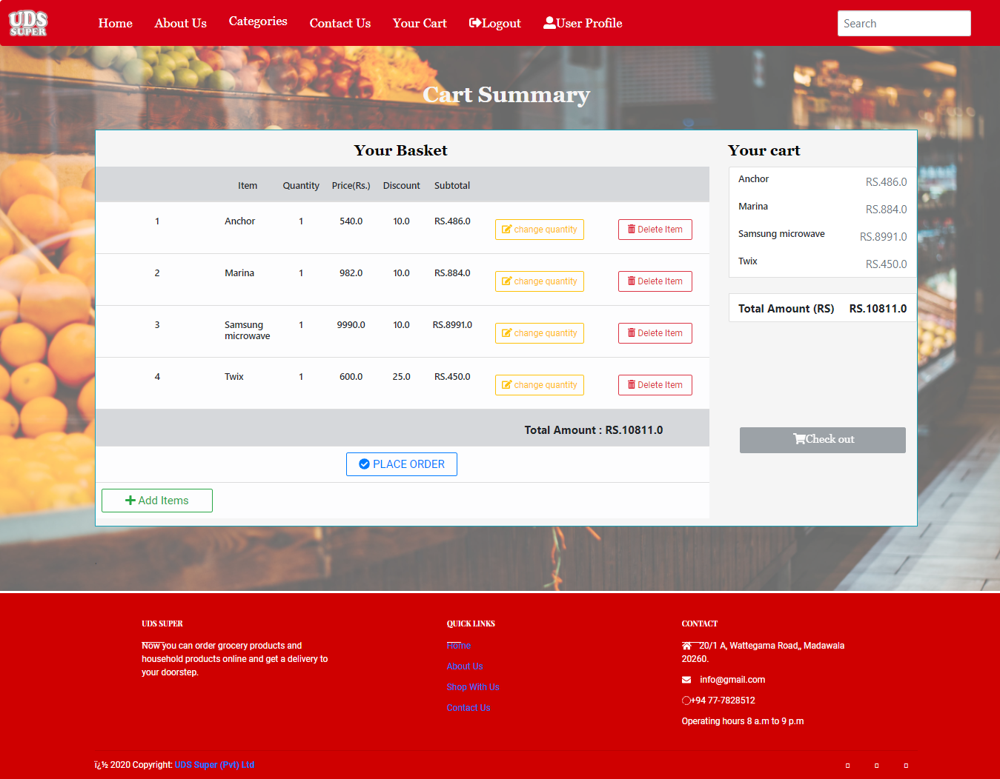 UDS
SUPER
Home About Us Categories Contact Us Your Cart Logout User Profile Search
Cart Summary
Your Basket
Item Quantity Price(Rs.) Discount Subtotal
1 Anchor 1 540.0 10.0 RS.486.0 change quantity Delete Item
2 Marina 1 982.0 10.0 RS.884.0 change quantity Delete Item
3 Samsung 1 9990.0 10.0 RS.8991.0 change quantity Delete Item
microwave
4 Twix 1 600.0 25.0 RS.450.0 change quantity Delete Item
Total Amount : RS.10811.0
PLACE ORDER
Add Items
Your cart
Anchor RS.486.0
Marina RS.884.0
Samsung microwave RS.8991.0
Twix RS.450.0
Total Amount (RS) RS.10811.0
Check out
.
UDS SUPER
Now you can order grocery products and
household products online and get a delivery to
your doorstep.
QUICK LINKS
Home
About Us
Shop With Us
Contact Us
CONTACT
20/1 A, Wattegama Road,, Madawala
20260.
info@gmail.com
+94 77-7828512
Operating hours 8 a.m to 9 p.m
ï¿½ 2020 Copyright: UDS Super (Pvt) Ltd